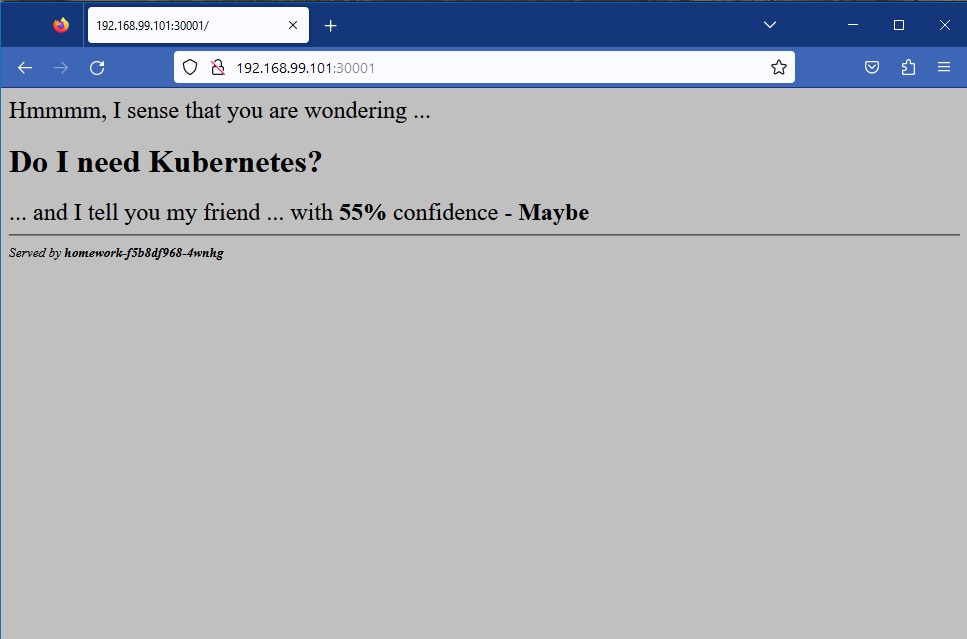 192.168.99.101:30001/
192.168.99.101:30001
Hmmmm, I sense that you are wondering ...
Do I need Kubernetes?
... and I tell you my friend ... with 55% confidence - Maybe
Served by homework-f5b8df968-4wnhg